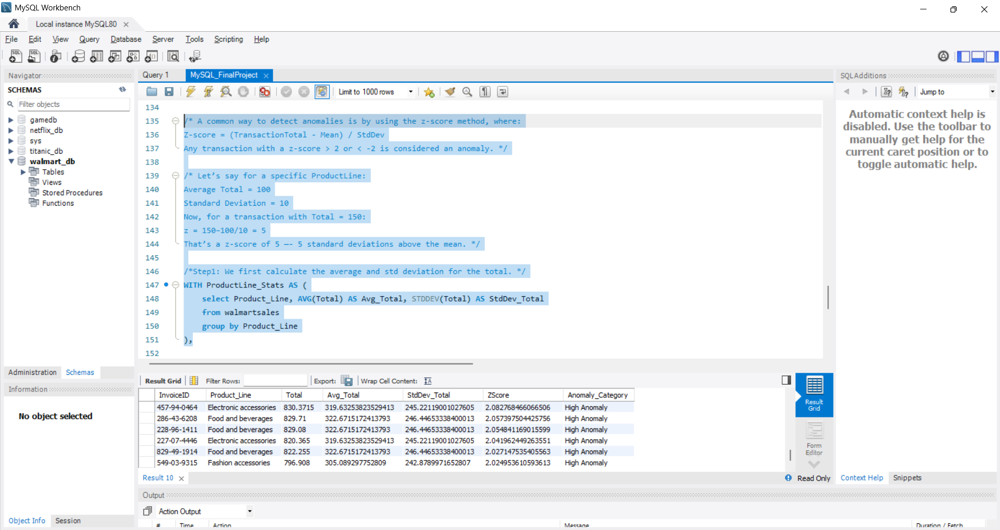 MySQL Workbench
Local instance MySQL80
File Edit View Query Database Server Tools Scripting Help
Navigator
SCHEMAS
Filter objects
gamedb
netflix_db
sys
titanic_db
walmart_db
Tables
Views
Stored Procedures
Functions
Administration Schemas
Information
No object selected
Object Info Session
Query 1 MySQL_FinalProject
Limit to 1000 rows
134
135 /* A common way to detect anomalies is by using the z-score method, where:
136 Z-score = (TransactionTotal - Mean) / StdDev
137 Any transaction with a z-score > 2 or < -2 is considered an anomaly. */
138
139 /* Let’s say for a specific ProductLine:
140 Average Total = 100
141 Standard Deviation = 10
142 Now, for a transaction with Total = 150:
143 z = 150-100/10 = 5
144 That’s a z-score of 5 —- 5 standard deviations above the mean. */
145
146 /*Step1: We first calculate the average and std deviation for the total. */
147 WITH ProductLine_Stats AS (
148 select Product_Line, AVG(Total) AS Avg_Total, STDDEV(Total) AS StdDev_Total
149 from walmartsales
150 group by Product_Line
151 ),
152
Result Grid Filter Rows: Export: Wrap Cell Content:
InvoiceID Product_Line Total Avg_Total StdDev_Total ZScore Anomaly_Category
457-94-0464 Electronic accessories 830.3715 319.63253823529413 245.22119001027605 2.082768466066506 High Anomaly
286-43-6208 Food and beverages 829.71 322.6715172413793 246.44653338400013 2.057397504425756 High Anomaly
228-96-1411 Food and beverages 829.08 322.6715172413793 246.44653338400013 2.054841169015599 High Anomaly
227-07-4446 Electronic accessories 820.365 319.63253823529413 245.22119001027605 2.041962449263551 High Anomaly
829-49-1914 Food and beverages 822.255 322.6715172413793 246.44653338400013 2.027147535405563 High Anomaly
549-03-9315 Fashion accessories 796.908 305.089297752809 242.8789971652807 2.024953610593613 High Anomaly
Result Grid
Form Editor
Result 10
Read Only
Output
Action Output
# Time Action Message Duration / Fetch
SQLAdditions
Jump to
Automatic context help is
disabled. Use the toolbar to
manually get help for the
current caret position or to
toggle automatic help.
Context Help Snippets